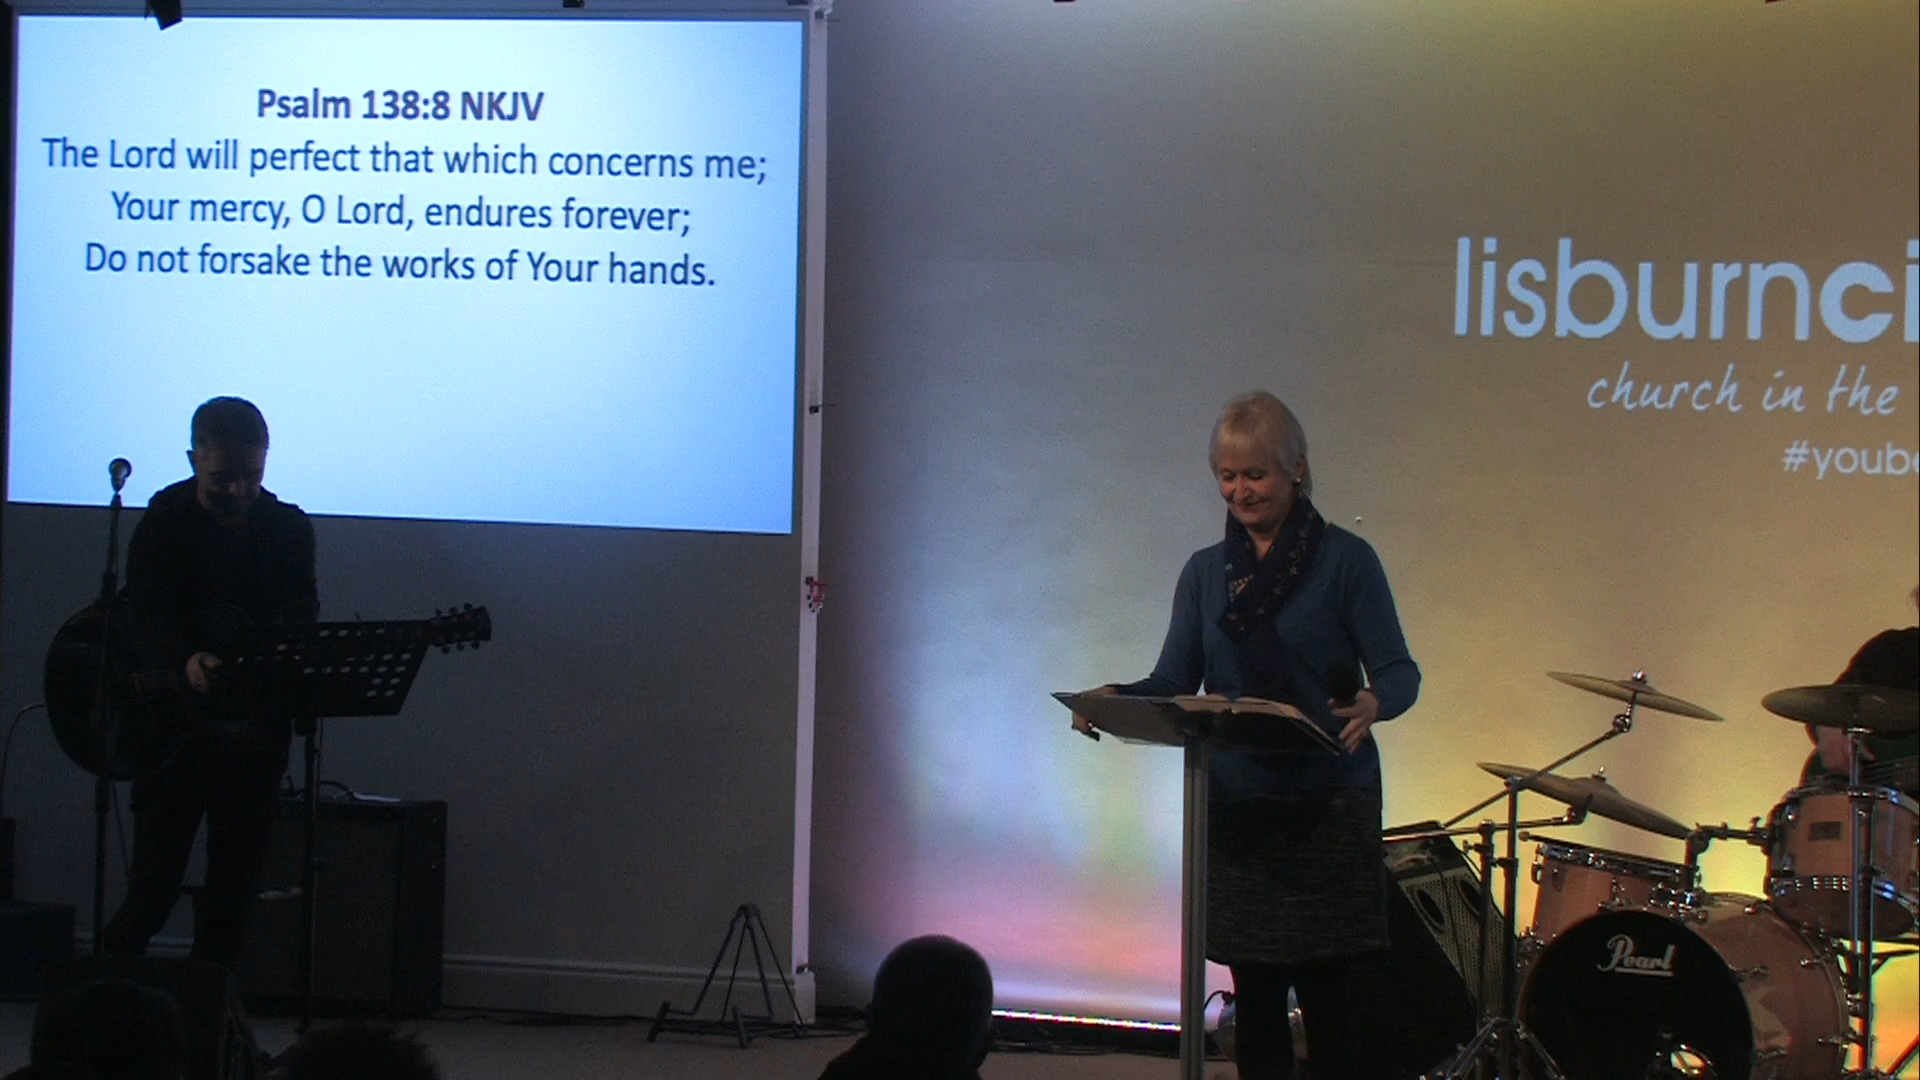 Psalm 138:8 NKJV
The Lord will perfect that which concerns me;
Your mercy, O Lord, endures forever;
Do not forsake the works of Your hands.
lisburnci
church in the
#youb
Pearl